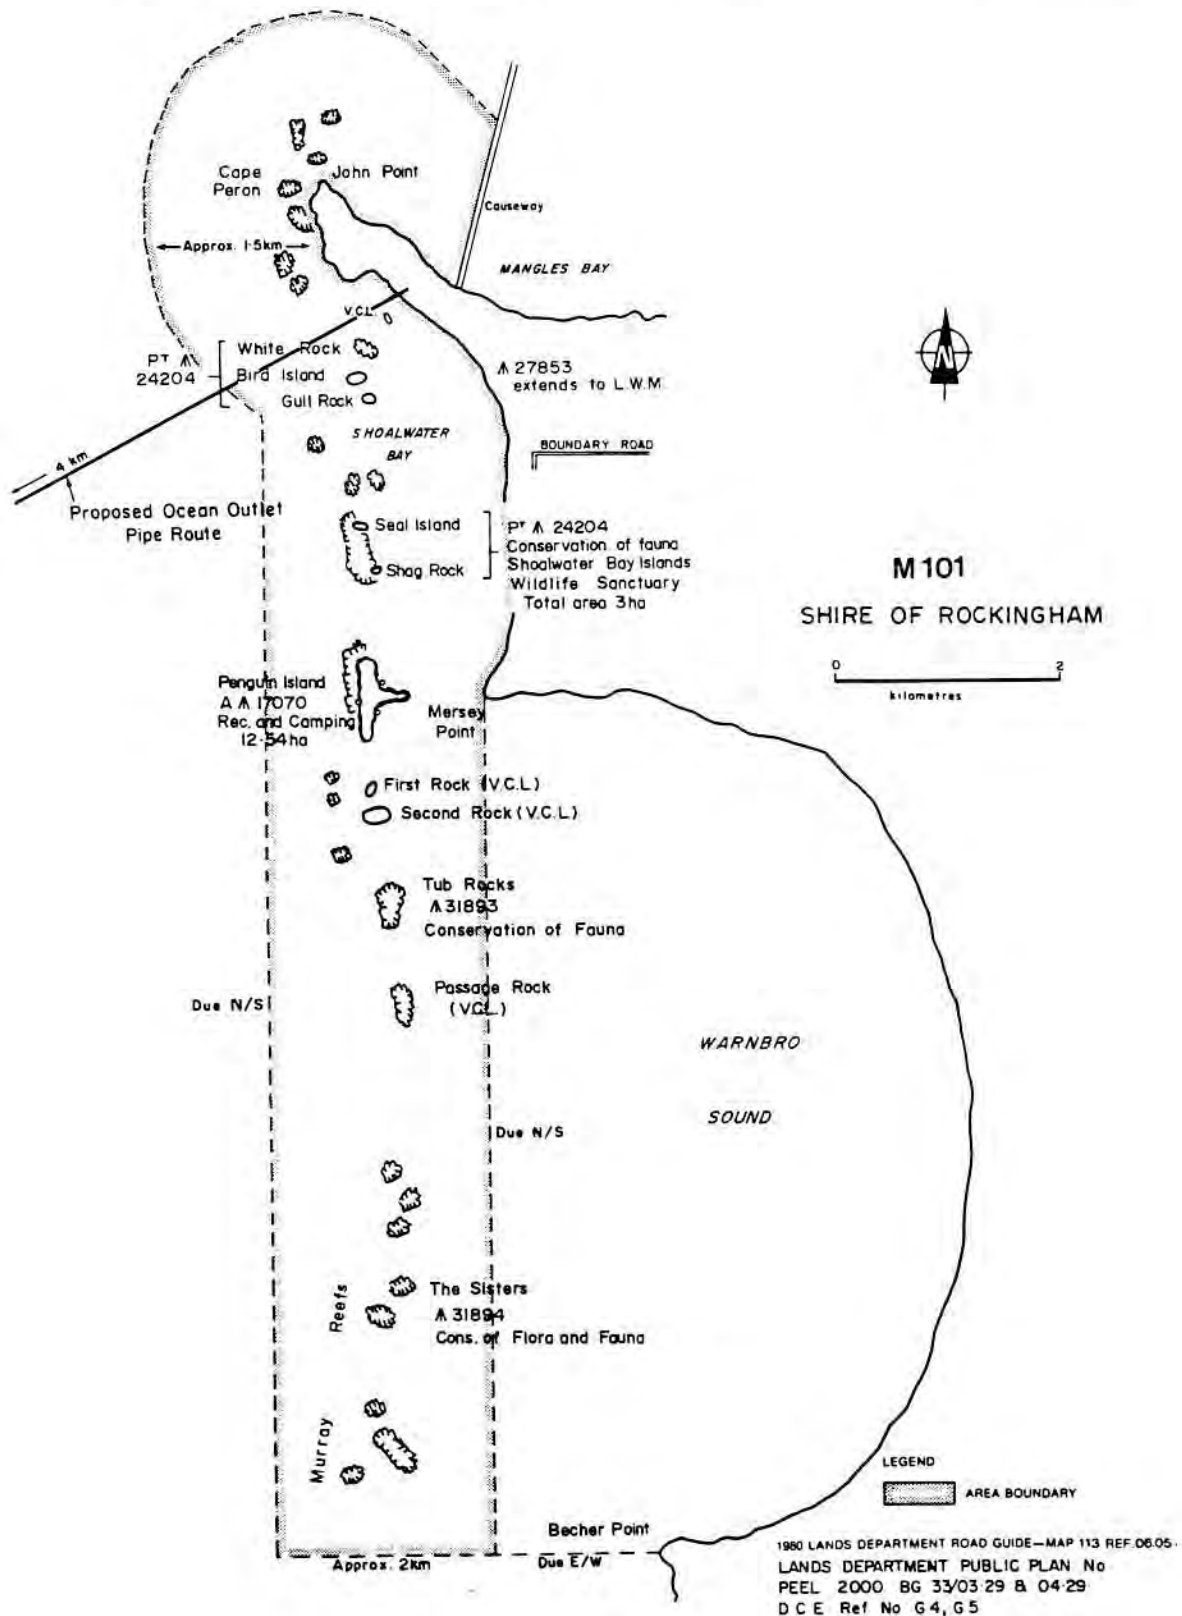 Cape
Peron
John Point
Causeway
Approx. 1·5km
MANGLES BAY
V.C.L.
PT 24204
White Rock
Bird Island
Gull Rock
27853
extends to L.W.M.
SHOALWATER
BAY
BOUNDARY ROAD
4 km
Proposed Ocean Outlet
Pipe Route
Seal Island
Shag Rock
PT 24204
Conservation of fauna
Shoalwater Bay Islands
Wildlife Sanctuary
Total area 3ha
N
M101
SHIRE OF ROCKINGHAM
0 2
kilometres
Penguin Island
A 17070
Rec. and Camping
12·54ha
Mersey
Point
First Rock (V.C.L)
Second Rock (V.C.L)
Tub Rocks
31893
Conservation of Fauna
Passage Rock
(V.C.L.)
Due N/S
WARNBRO
SOUND
Due N/S
The Sisters
31894
Cons. of Flora and Fauna
Murray Reefs
LEGEND
AREA BOUNDARY
Becher Point
Approx. 2km
Due E/W
1980 LANDS DEPARTMENT ROAD GUIDE–MAP 113 REF. 06.05.
LANDS DEPARTMENT PUBLIC PLAN No
PEEL 2000 BG 33/03·29 & 04·29
D C E Ref No G4, G5